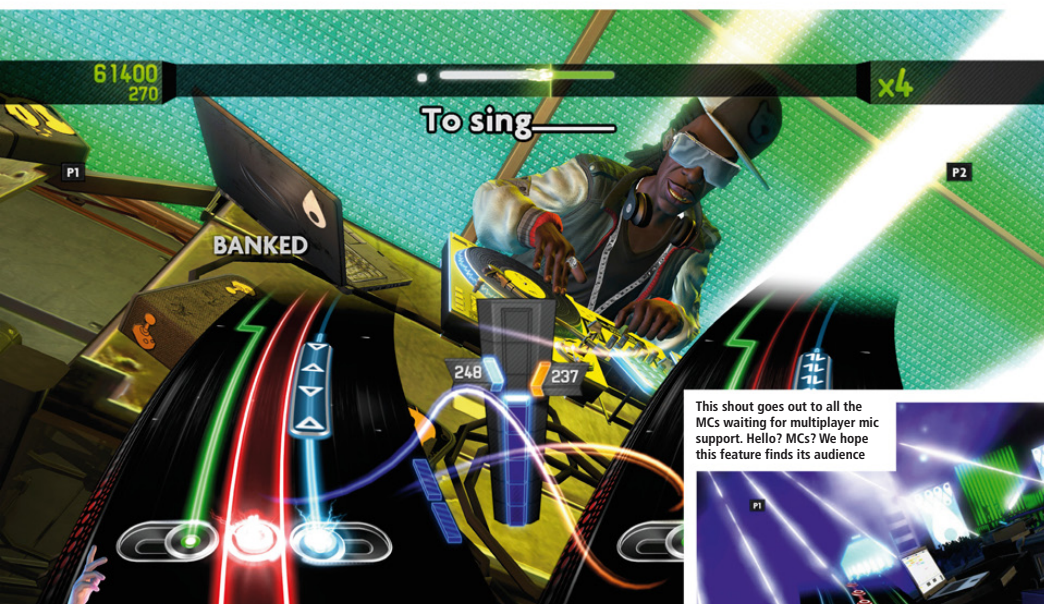 61400
270
x4
To sing
P1
P2
BANKED
248
237
This shout goes out to all the
MCs waiting for multiplayer mic
support. Hello? MCs? We hope
this feature finds its audience
P1